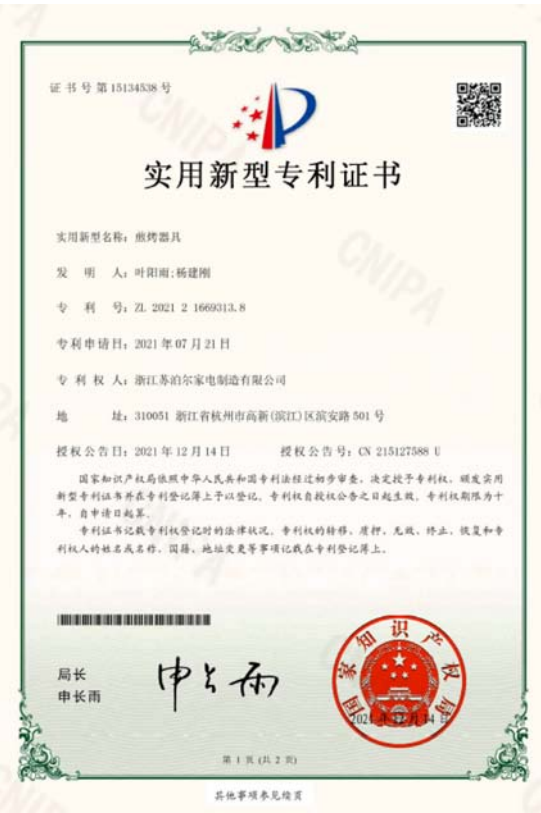 证书号第15134538号
实用新型专利证书
实用新型名称：煎烤器具
发明人：叶阳雨;杨建刚
专利号：ZL 2021 2 1669313.8
专利申请日：2021年07月21日
专利权人：浙江苏泊尔家电制造有限公司
地址：310051 浙江省杭州市高新(滨江)区滨安路501号
授权公告日：2021年12月14日 授权公告号：CN 215127588 U
国家知识产权局依照中华人民共和国专利法经过初步审查，决定授予专利权，颁发实用
新型专利证书并在专利登记簿上予以登记。专利权自授权公告之日起生效。专利权期限为十
年，自申请日起算。
专利证书记载专利权登记时的法律状况。专利权的转移、质押、无效、终止、恢复和专
利权人的姓名或名称、国籍、地址变更等事项记载在专利登记簿上。
局长
申长雨
申长雨
国家知识产权局
2021年12月14日
第 1 页 (共 2 页)
其他事项参见续页
CNIPA
CNIPA